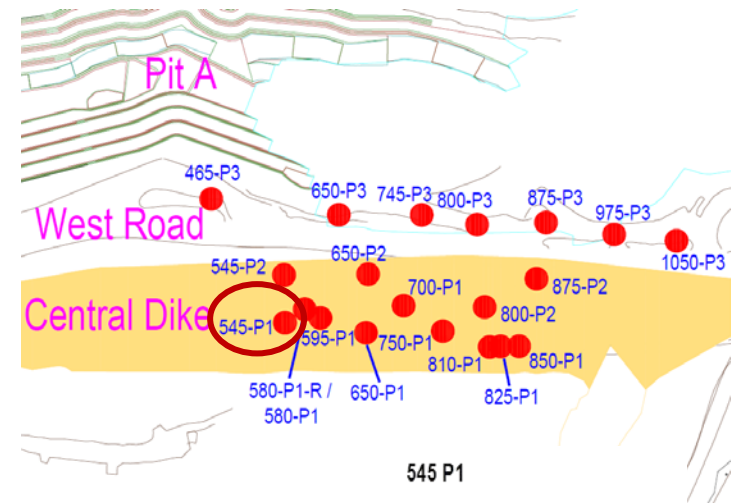 Pit A
465-P3
650-P3
745-P3
800-P3
875-P3
975-P3
1050-P3
West Road
545-P2
650-P2
875-P2
700-P1
800-P2
Central Dike
545-P1
595-P1
750-P1
810-P1
850-P1
580-P1-R /
580-P1
650-P1
825-P1
545 P1